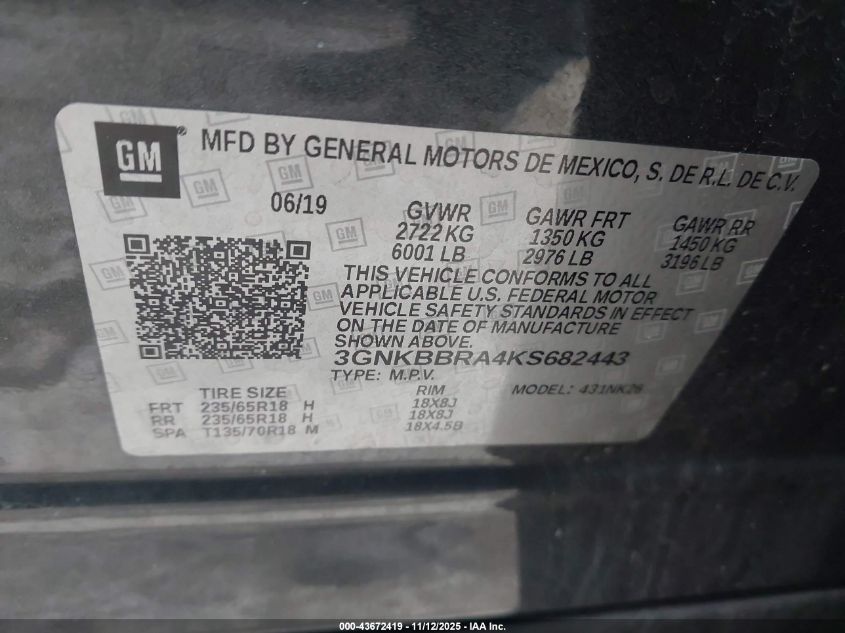 GM ® MFD BY GENERAL MOTORS DE MEXICO, S. DE R.L. DE C.V.
06/19 GVWR GAWR FRT GAWR RR
2722 KG 1350 KG 1450 KG
6001 LB 2976 LB 3196 LB
THIS VEHICLE CONFORMS TO ALL
APPLICABLE U.S. FEDERAL MOTOR
VEHICLE SAFETY STANDARDS IN EFFECT
ON THE DATE OF MANUFACTURE
SHOWN ABOVE.
3GNKBBRA4KS682443
TYPE: M.P.V. MODEL: 431NK26
TIRE SIZE RIM
FRT 235/65R18 H 18X8J
RR 235/65R18 H 18X8J
SPA T135/70R18 M 18X4.5B
000-43672419 - 11/12/2025 - IAA Inc.